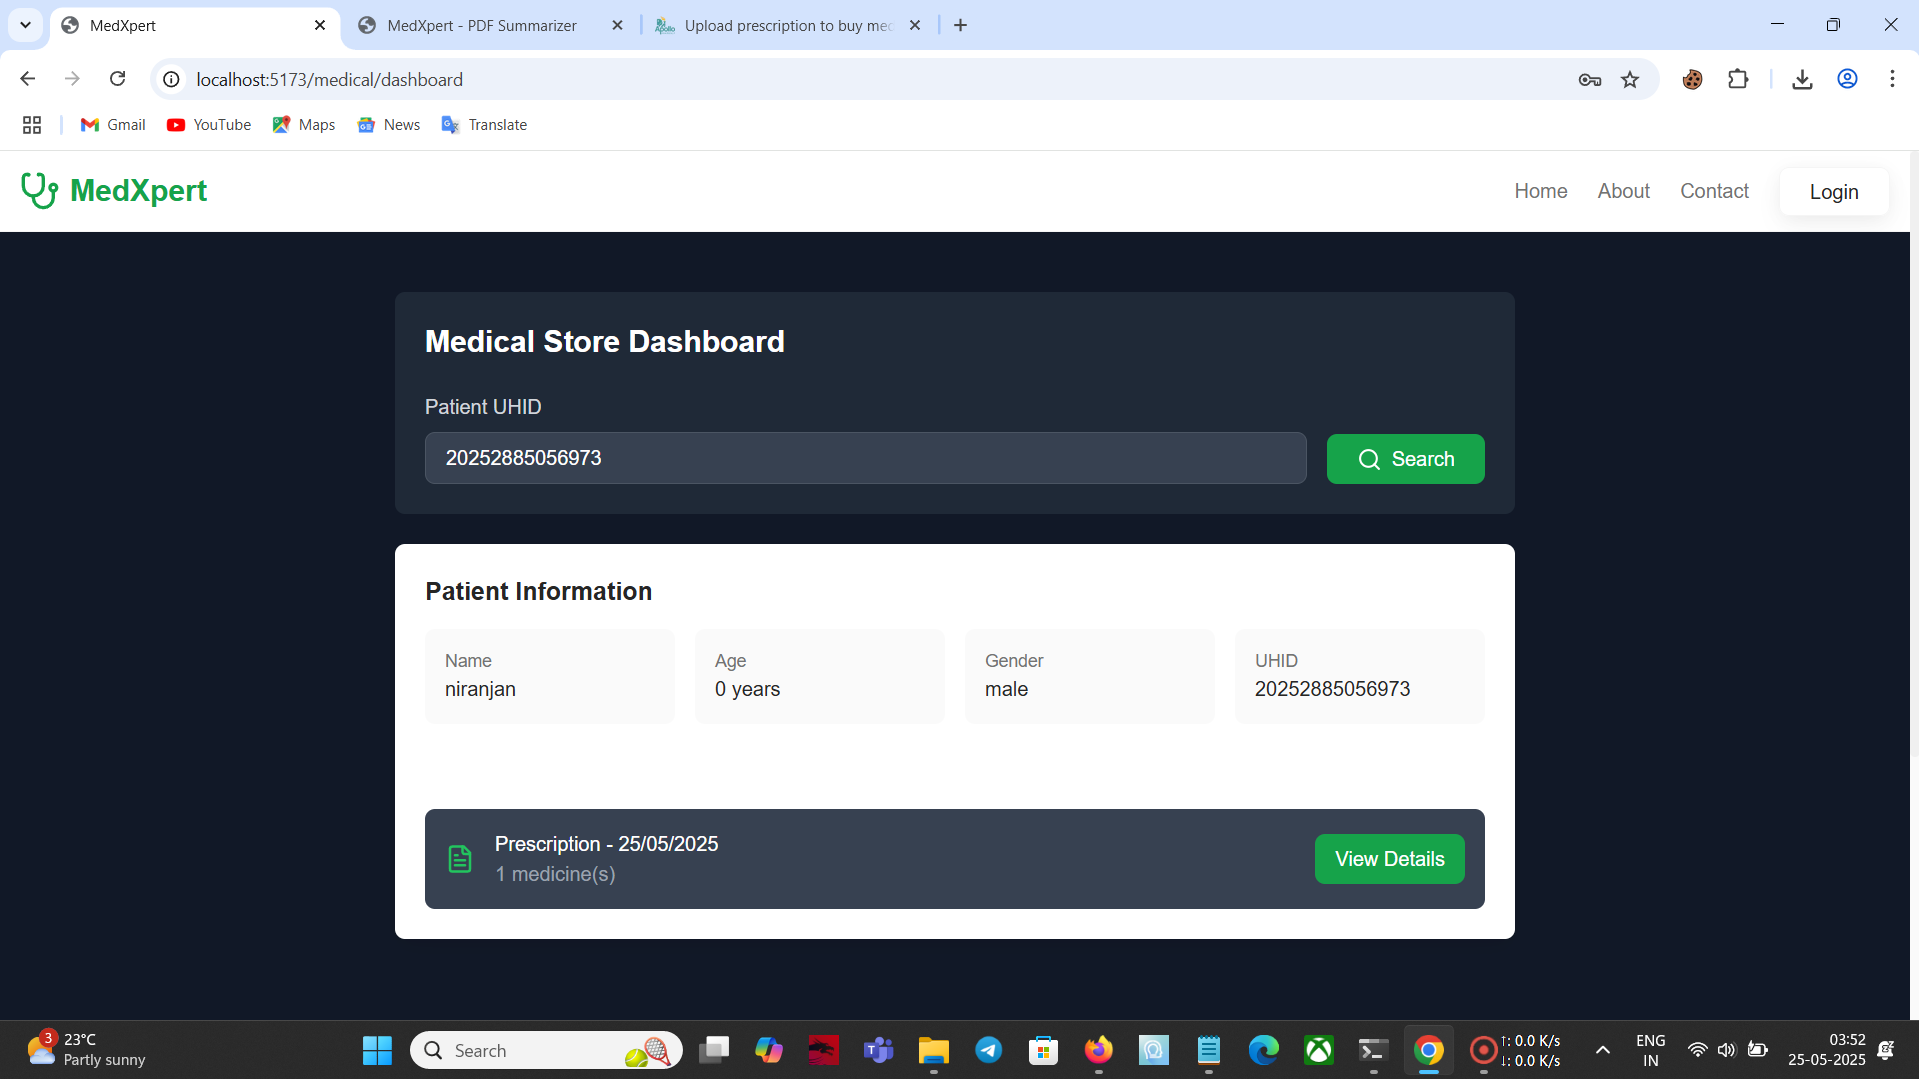 MedXpert
MedXpert - PDF Summarizer
Upload prescription to buy med
localhost:5173/medical/dashboard
Gmail
YouTube
Maps
News
Translate
MedXpert
Home
About
Contact
Login
Medical Store Dashboard
Patient UHID
20252885056973
Search
Patient Information
Name
niranjan
Age
0 years
Gender
male
UHID
20252885056973
Prescription - 25/05/2025
1 medicine(s)
View Details
3
23°C
Partly sunny
Search
↑: 0.0 K/s
↓: 0.0 K/s
ENG
IN
03:52
25-05-2025